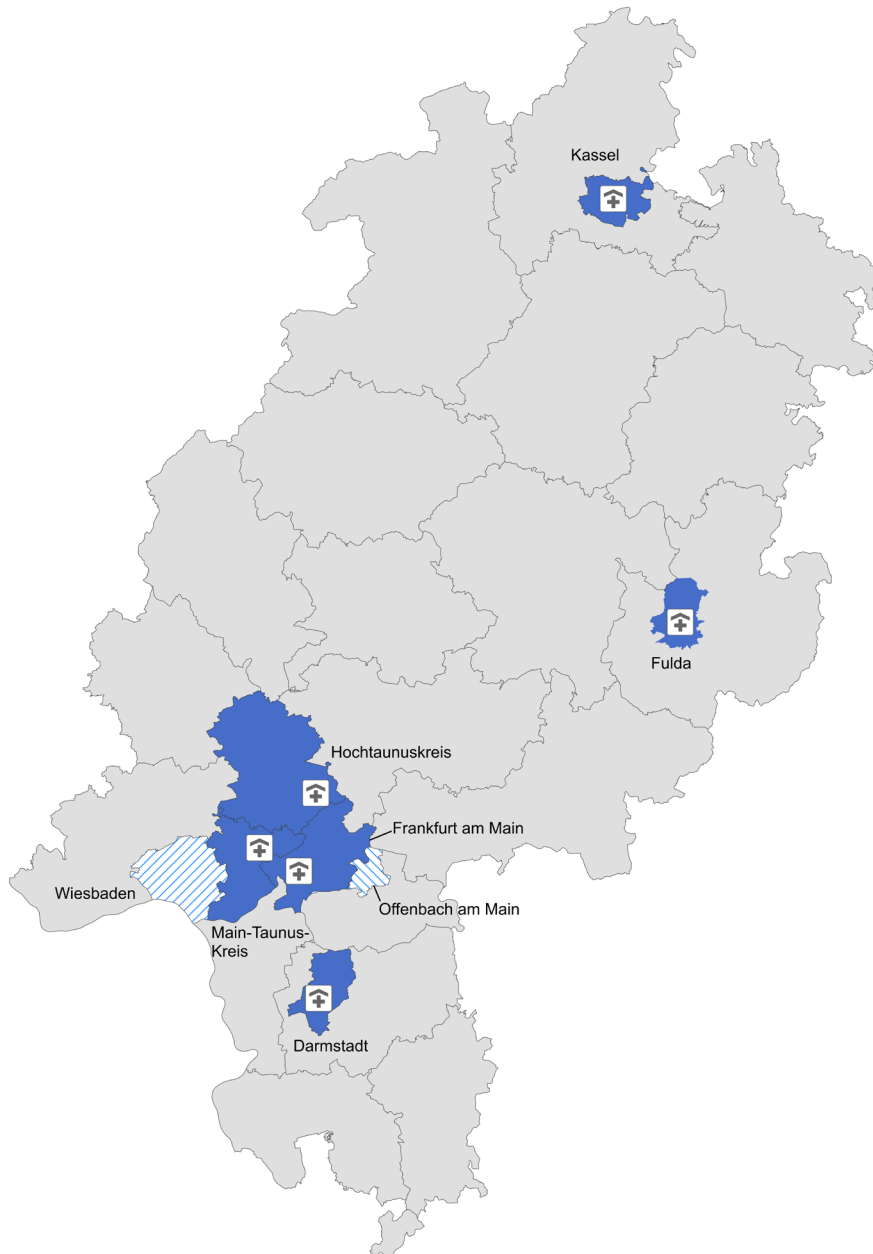 Kassel
Fulda
Hochtaunuskreis
Frankfurt am Main
Wiesbaden
Offenbach am Main
Main-Taunus-
Kreis
Darmstadt